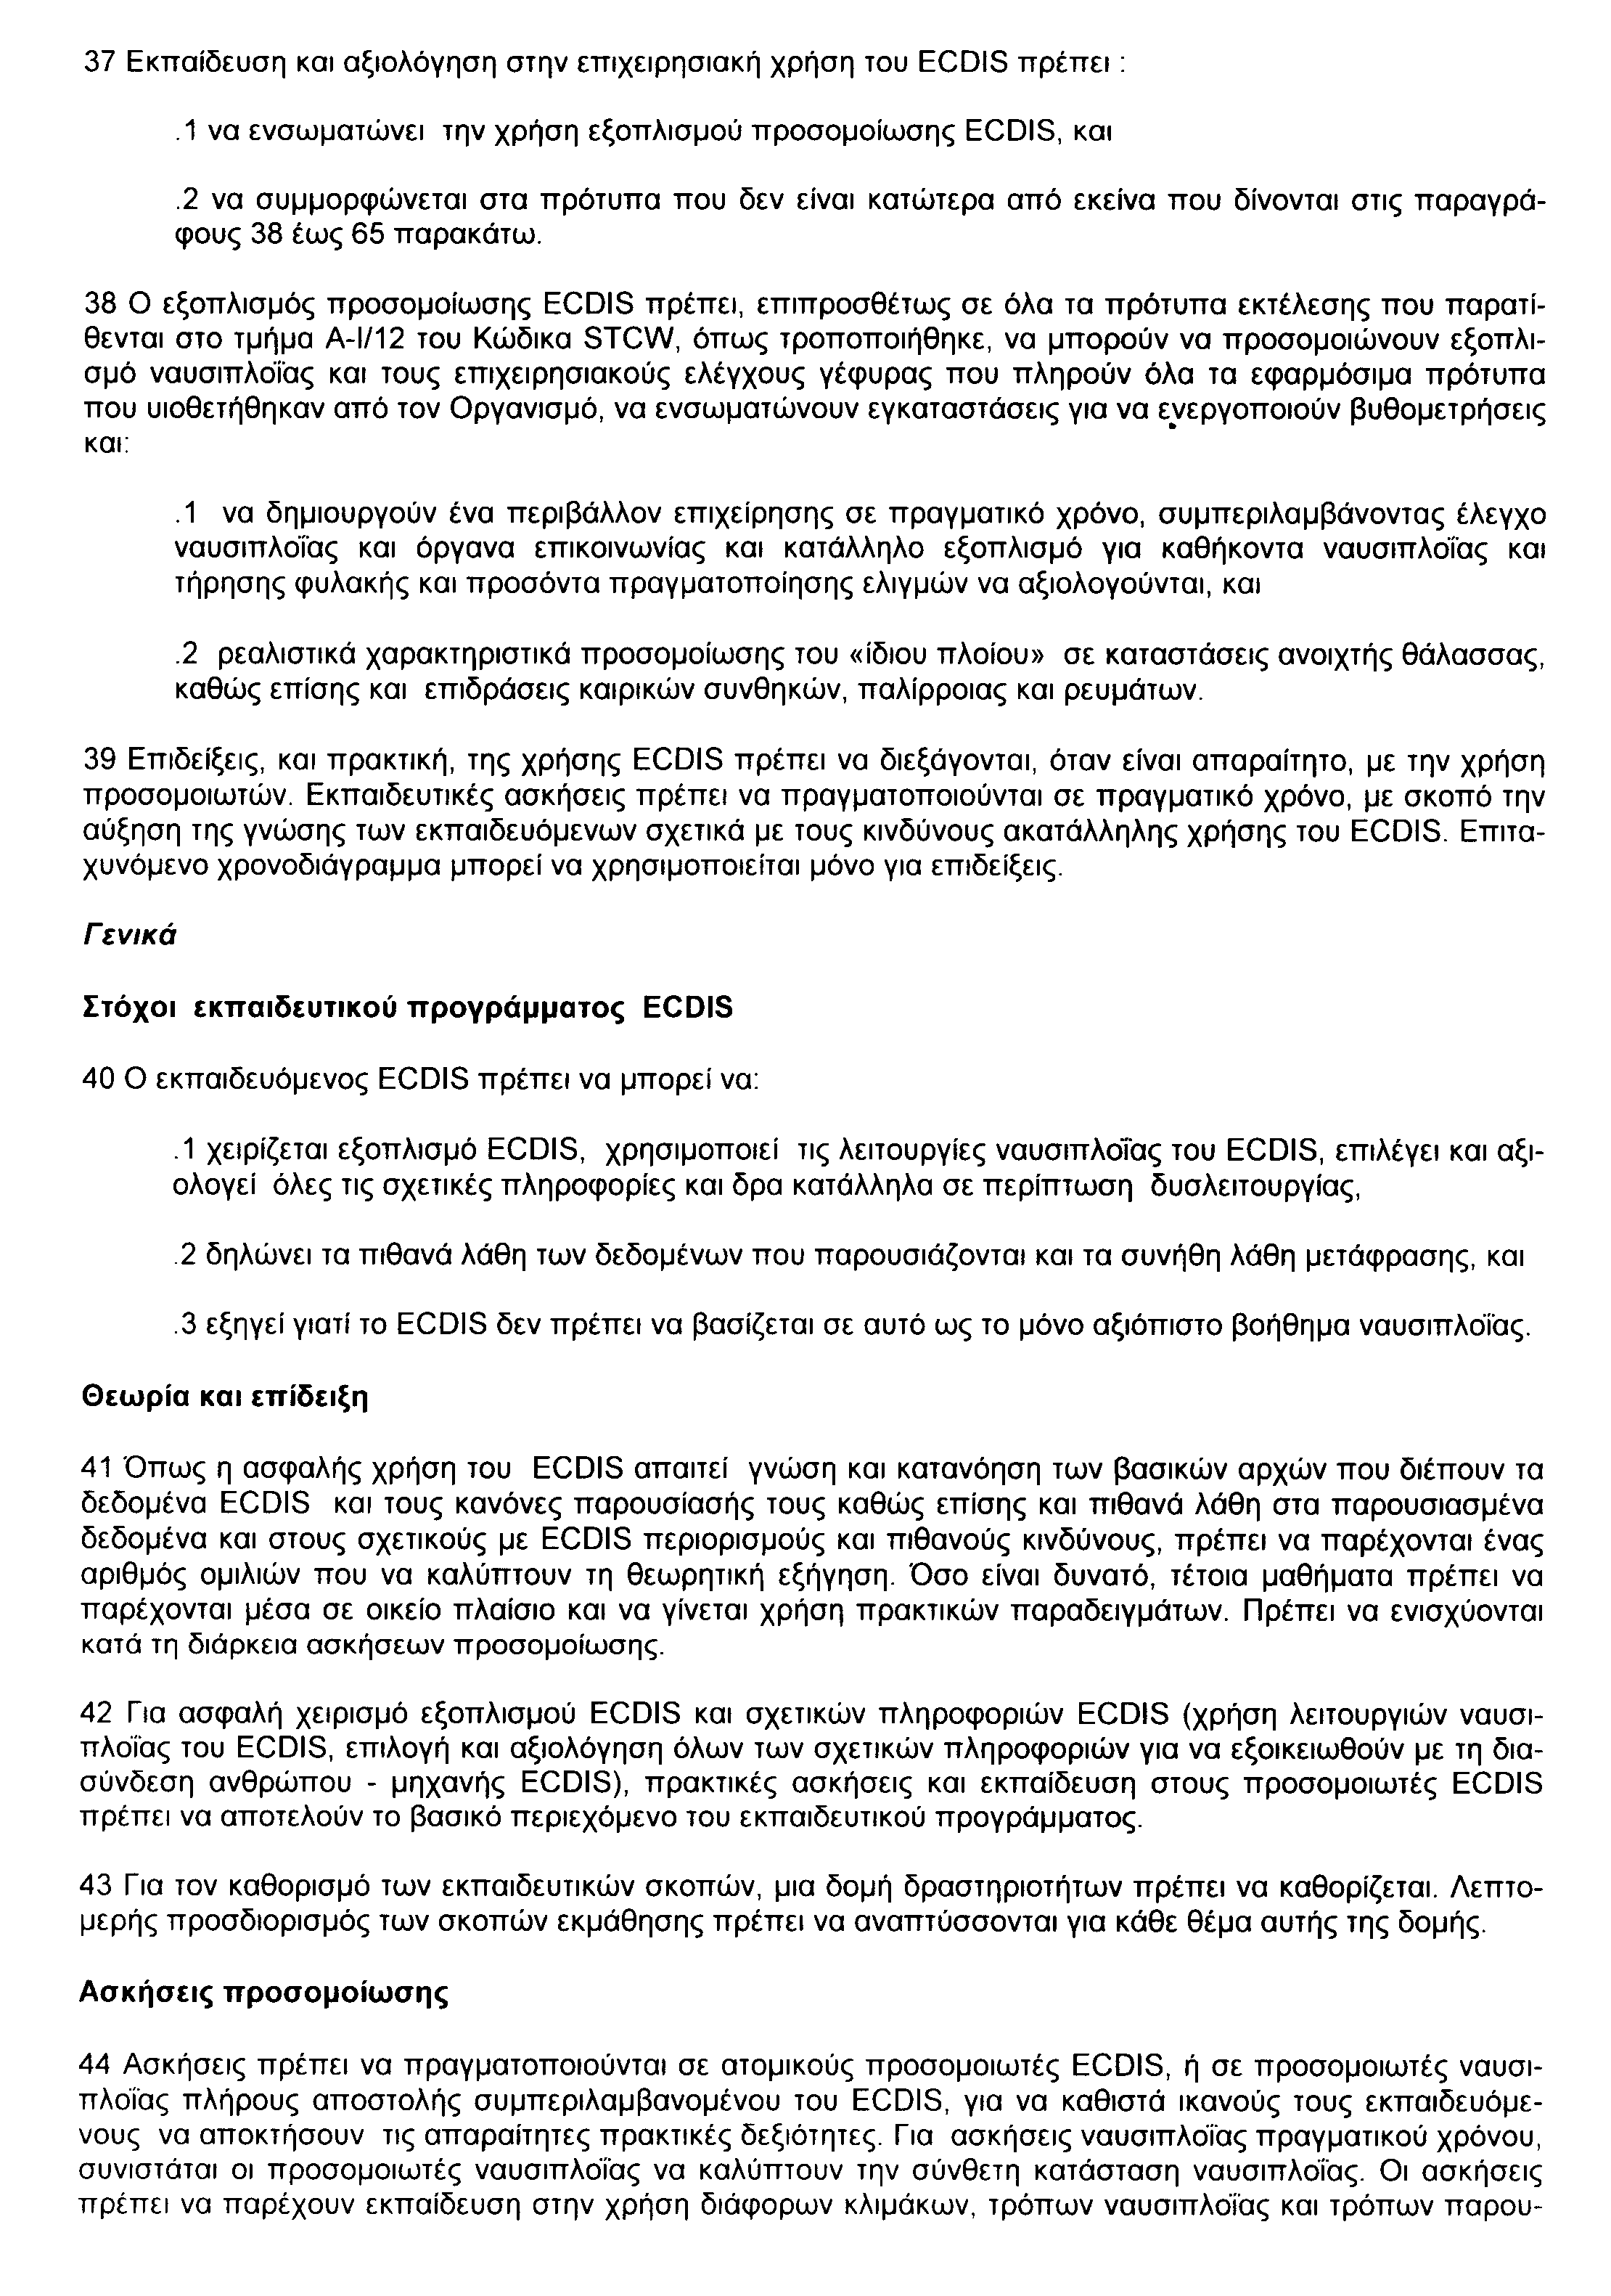 37 Εκπαίδευση και αξιολόγηση στην επιχειρησιακή χρήση του ECDIS πρέπει :
.1 να ενσωματώνει την χρήση εξοπλισμού προσομοίωσης ECDIS, και
.2 να συμμορφώνεται στα πρότυπα που δεν είναι κατώτερα από εκείνα που δίνονται στις παραγρά-
φους 38 έως 65 παρακάτω.
38 Ο εξοπλισμός προσομοίωσης ECDIS πρέπει, επιπροσθέτως σε όλα τα πρότυπα εκτέλεσης που παρατί-
θενται στο τμήμα A-I/12 του Κώδικα STCW, όπως τροποποιήθηκε, να μπορούν να προσομοιώνουν εξοπλι-
σμό ναυσιπλοΐας και τους επιχειρησιακούς ελέγχους γέφυρας που πληρούν όλα τα εφαρμόσιμα πρότυπα
που υιοθετήθηκαν από τον Οργανισμό, να ενσωματώνουν εγκαταστάσεις για να ενεργοποιούν βυθομετρήσεις
και:
.1 να δημιουργούν ένα περιβάλλον επιχείρησης σε πραγματικό χρόνο, συμπεριλαμβάνοντας έλεγχο
ναυσιπλοΐας και όργανα επικοινωνίας και κατάλληλο εξοπλισμό για καθήκοντα ναυσιπλοΐας και
τήρησης φυλακής και προσόντα πραγματοποίησης ελιγμών να αξιολογούνται, και
.2 ρεαλιστικά χαρακτηριστικά προσομοίωσης του «ίδιου πλοίου» σε καταστάσεις ανοιχτής θάλασσας,
καθώς επίσης και επιδράσεις καιρικών συνθηκών, παλίρροιας και ρευμάτων.
39 Επιδείξεις, και πρακτική, της χρήσης ECDIS πρέπει να διεξάγονται, όταν είναι απαραίτητο, με την χρήση
προσομοιωτών. Εκπαιδευτικές ασκήσεις πρέπει να πραγματοποιούνται σε πραγματικό χρόνο, με σκοπό την
αύξηση της γνώσης των εκπαιδευόμενων σχετικά με τους κινδύνους ακατάλληλης χρήσης του ECDIS. Επιτα-
χυνόμενο χρονοδιάγραμμα μπορεί να χρησιμοποιείται μόνο για επιδείξεις.
Γενικά
Στόχοι εκπαιδευτικού προγράμματος ECDIS
40 Ο εκπαιδευόμενος ECDIS πρέπει να μπορεί να:
.1 χειρίζεται εξοπλισμό ECDIS, χρησιμοποιεί τις λειτουργίες ναυσιπλοΐας του ECDIS, επιλέγει και αξι-
ολογεί όλες τις σχετικές πληροφορίες και δρα κατάλληλα σε περίπτωση δυσλειτουργίας,
.2 δηλώνει τα πιθανά λάθη των δεδομένων που παρουσιάζονται και τα συνήθη λάθη μετάφρασης, και
.3 εξηγεί γιατί το ECDIS δεν πρέπει να βασίζεται σε αυτό ως το μόνο αξιόπιστο βοήθημα ναυσιπλοΐας.
Θεωρία και επίδειξη
41 Όπως η ασφαλής χρήση του ECDIS απαιτεί γνώση και κατανόηση των βασικών αρχών που διέπουν τα
δεδομένα ECDIS και τους κανόνες παρουσίασής τους καθώς επίσης και πιθανά λάθη στα παρουσιασμένα
δεδομένα και στους σχετικούς με ECDIS περιορισμούς και πιθανούς κινδύνους, πρέπει να παρέχονται ένας
αριθμός ομιλιών που να καλύπτουν τη θεωρητική εξήγηση. Όσο είναι δυνατό, τέτοια μαθήματα πρέπει να
παρέχονται μέσα σε οικείο πλαίσιο και να γίνεται χρήση πρακτικών παραδειγμάτων. Πρέπει να ενισχύονται
κατά τη διάρκεια ασκήσεων προσομοίωσης.
42 Για ασφαλή χειρισμό εξοπλισμού ECDIS και σχετικών πληροφοριών ECDIS (χρήση λειτουργιών ναυσι-
πλοΐας του ECDIS, επιλογή και αξιολόγηση όλων των σχετικών πληροφοριών για να εξοικειωθούν με τη δια-
σύνδεση ανθρώπου - μηχανής ECDIS), πρακτικές ασκήσεις και εκπαίδευση στους προσομοιωτές ECDIS
πρέπει να αποτελούν το βασικό περιεχόμενο του εκπαιδευτικού προγράμματος.
43 Για τον καθορισμό των εκπαιδευτικών σκοπών, μια δομή δραστηριοτήτων πρέπει να καθορίζεται. Λεπτο-
μερής προσδιορισμός των σκοπών εκμάθησης πρέπει να αναπτύσσονται για κάθε θέμα αυτής της δομής.
Ασκήσεις προσομοίωσης
44 Ασκήσεις πρέπει να πραγματοποιούνται σε ατομικούς προσομοιωτές ECDIS, ή σε προσομοιωτές ναυσι-
πλοΐας πλήρους αποστολής συμπεριλαμβανομένου του ECDIS, για να καθιστά ικανούς τους εκπαιδευόμε-
νους να αποκτήσουν τις απαραίτητες πρακτικές δεξιότητες. Για ασκήσεις ναυσιπλοΐας πραγματικού χρόνου,
συνιστάται οι προσομοιωτές ναυσιπλοΐας να καλύπτουν την σύνθετη κατάσταση ναυσιπλοΐας. Οι ασκήσεις
πρέπει να παρέχουν εκπαίδευση στην χρήση διάφορων κλιμάκων, τρόπων ναυσιπλοΐας και τρόπων παρου-